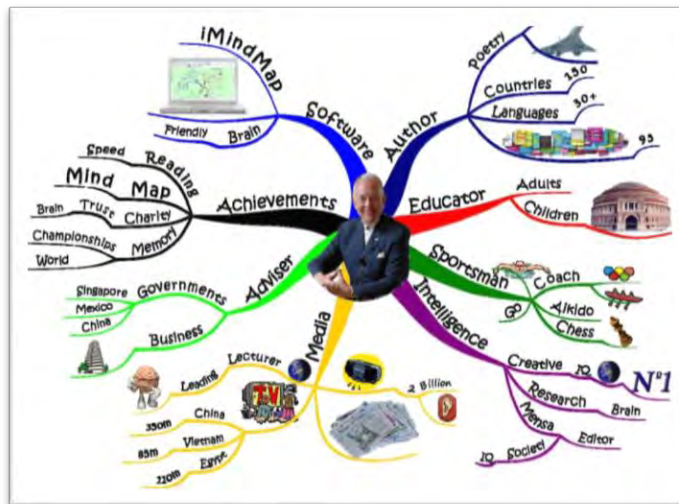 iMindMap
Software
Friendly Brain
Author
Poetry
Countries 150
Languages 30+
95
Educator
Adults
Children
Sportsman
Coach
Aikido
Chess
GO
Intelligence
Creative IQ
Nº1
Research Brain
Mensa Editor
IQ Society
Media
Lecturer
Leading
TV
2 Billion
China 350m
Vietnam 85m
Egypt 220m
Adviser
Governments
Singapore
Mexico
China
Business
Achievements
Speed Reading
Mind Map
Brain Trust Charity
Memory
World Championships